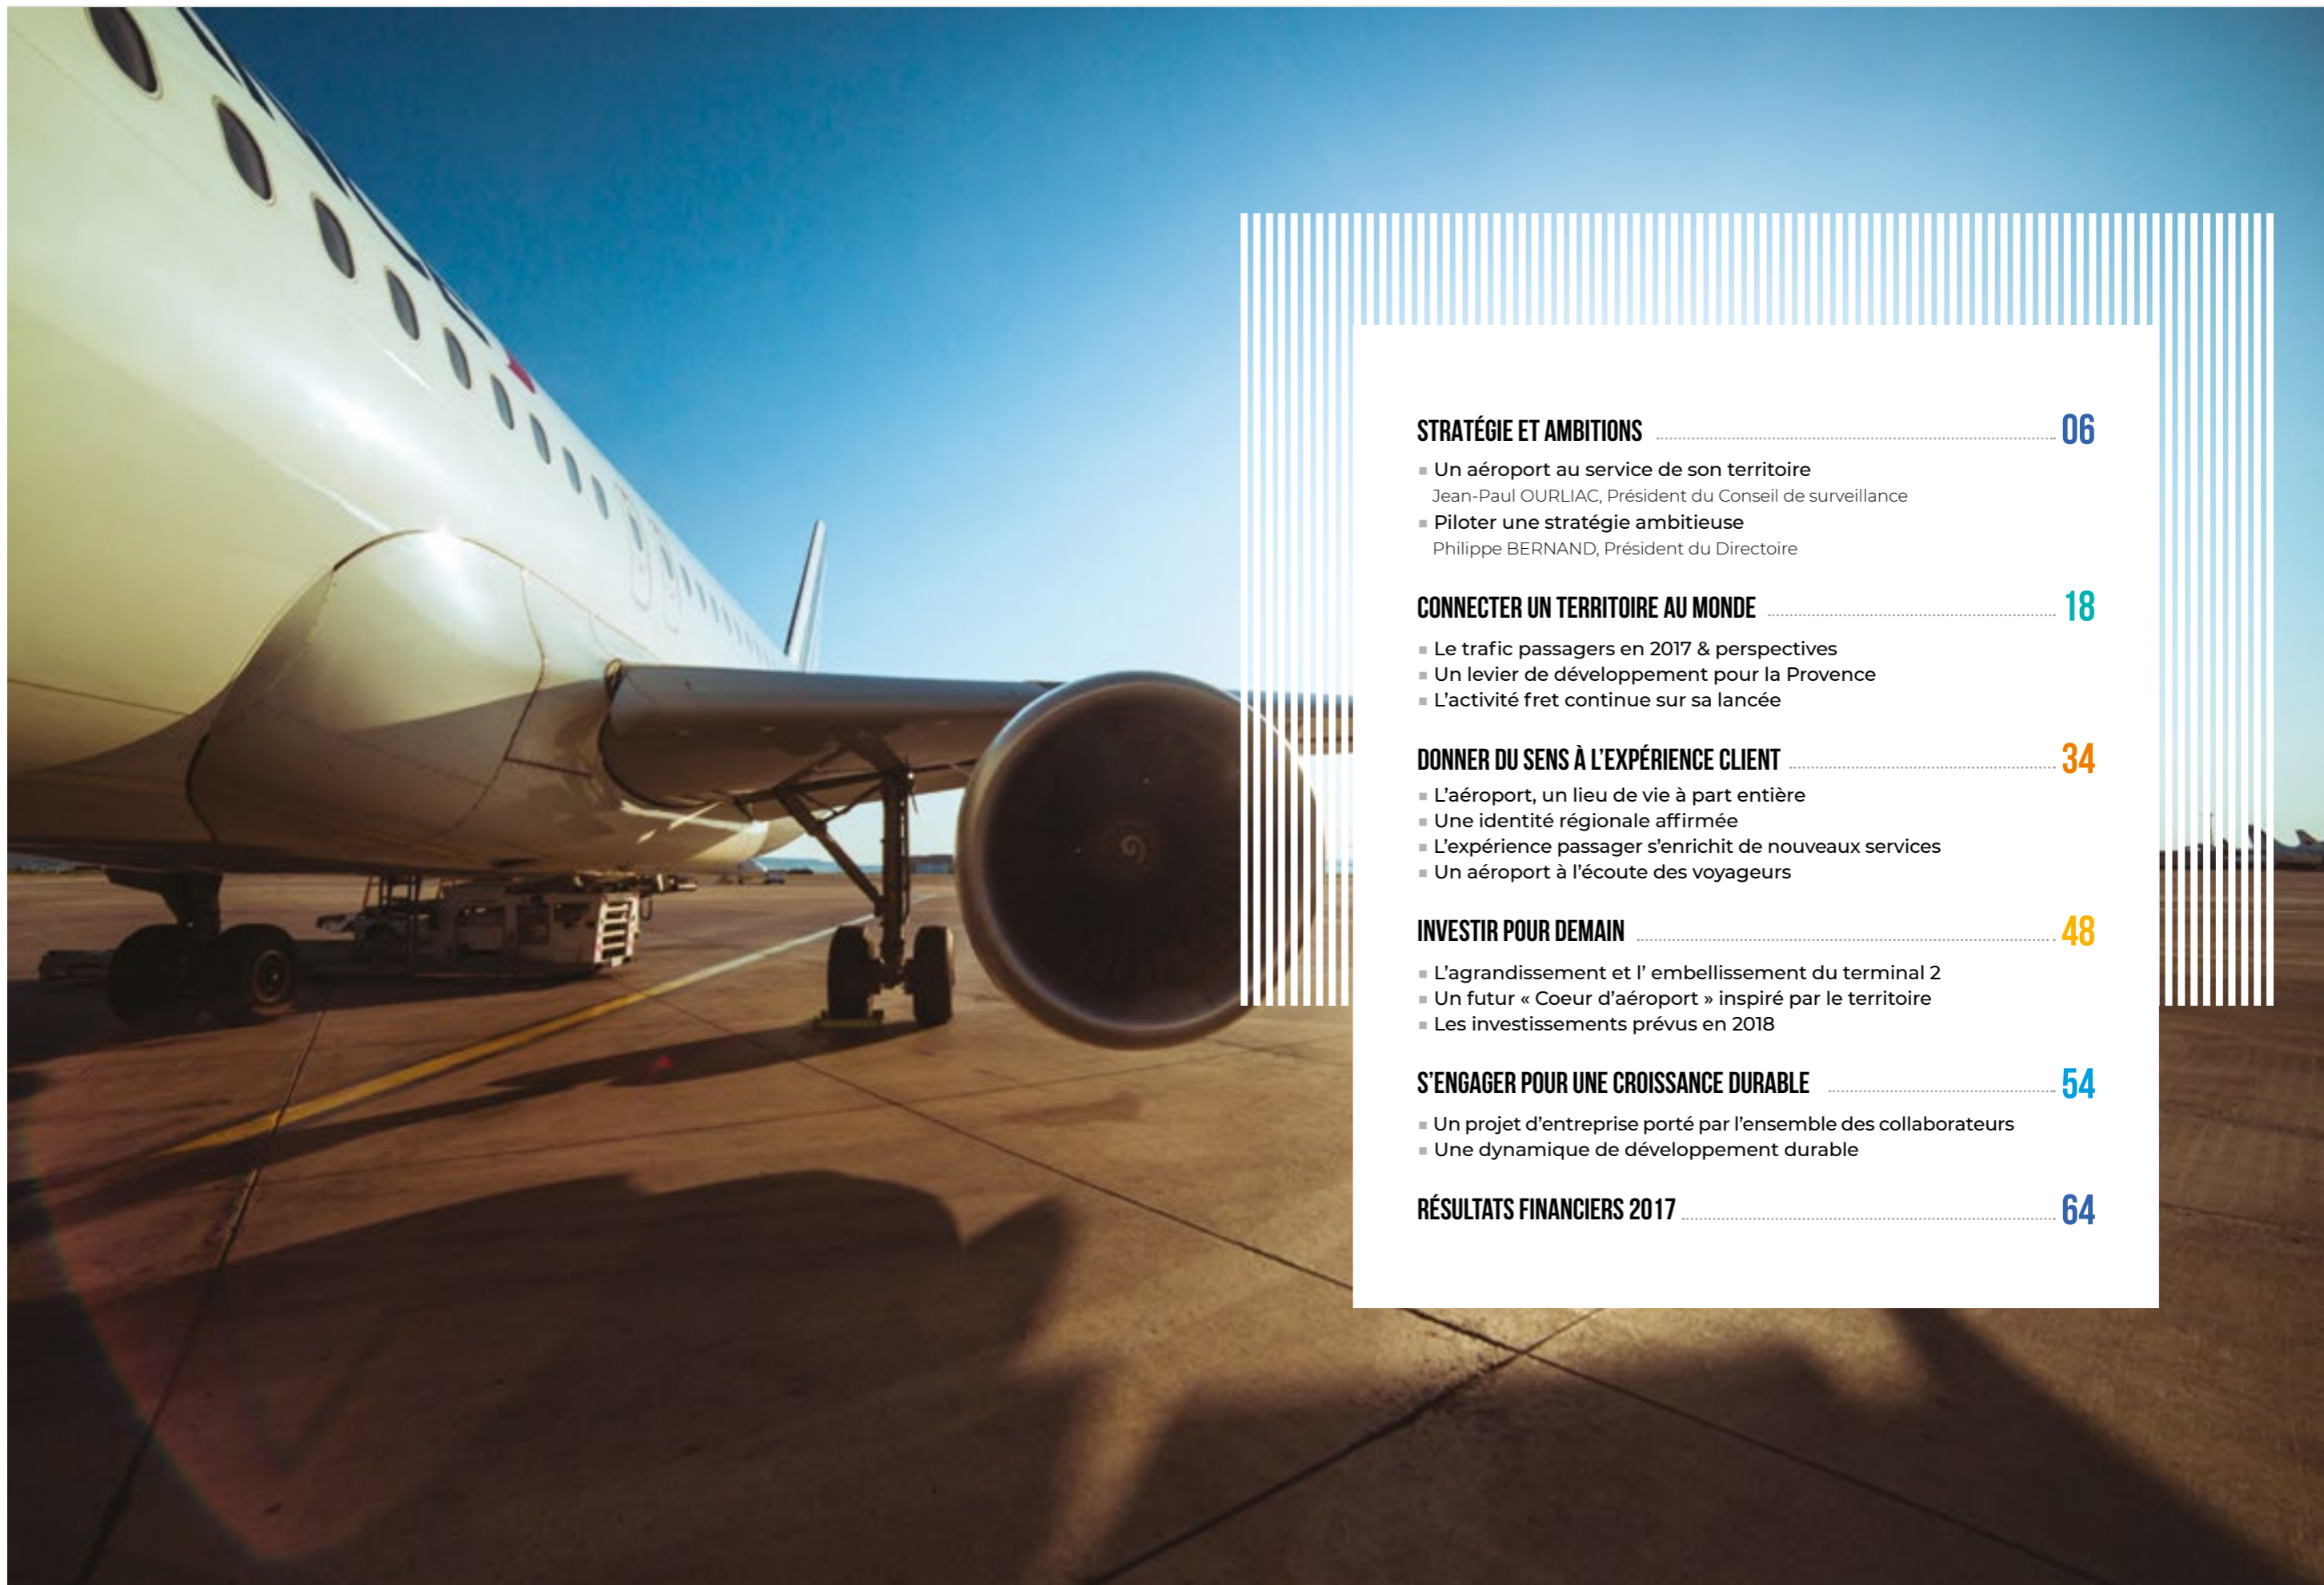 STRATÉGIE ET AMBITIONS 06
Un aéroport au service de son territoire
Jean-Paul OURLIAC, Président du Conseil de surveillance
Piloter une stratégie ambitieuse
Philippe BERNAND, Président du Directoire
CONNECTER UN TERRITOIRE AU MONDE 18
Le trafic passagers en 2017 & perspectives
Un levier de développement pour la Provence
L’activité fret continue sur sa lancée
DONNER DU SENS À L’EXPÉRIENCE CLIENT 34
L’aéroport, un lieu de vie à part entière
Une identité régionale affirmée
L’expérience passager s’enrichit de nouveaux services
Un aéroport à l’écoute des voyageurs
INVESTIR POUR DEMAIN 48
L’agrandissement et l’ embellissement du terminal 2
Un futur « Coeur d’aéroport » inspiré par le territoire
Les investissements prévus en 2018
S’ENGAGER POUR UNE CROISSANCE DURABLE 54
Un projet d’entreprise porté par l’ensemble des collaborateurs
Une dynamique de développement durable
RÉSULTATS FINANCIERS 2017 64